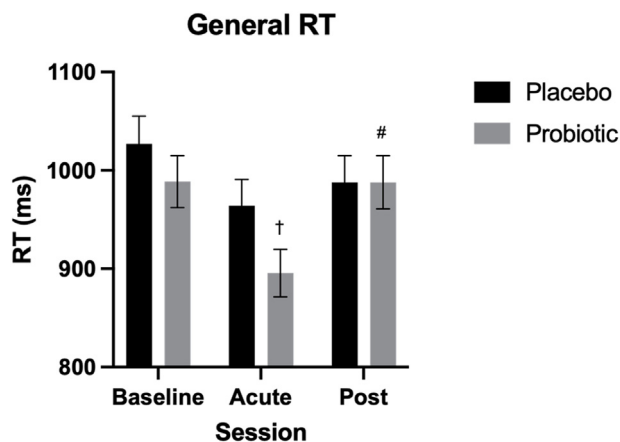 General RT
1100
1000
900
800
RT (ms)
†
#
Baseline
Acute
Post
Session
Placebo
Probiotic